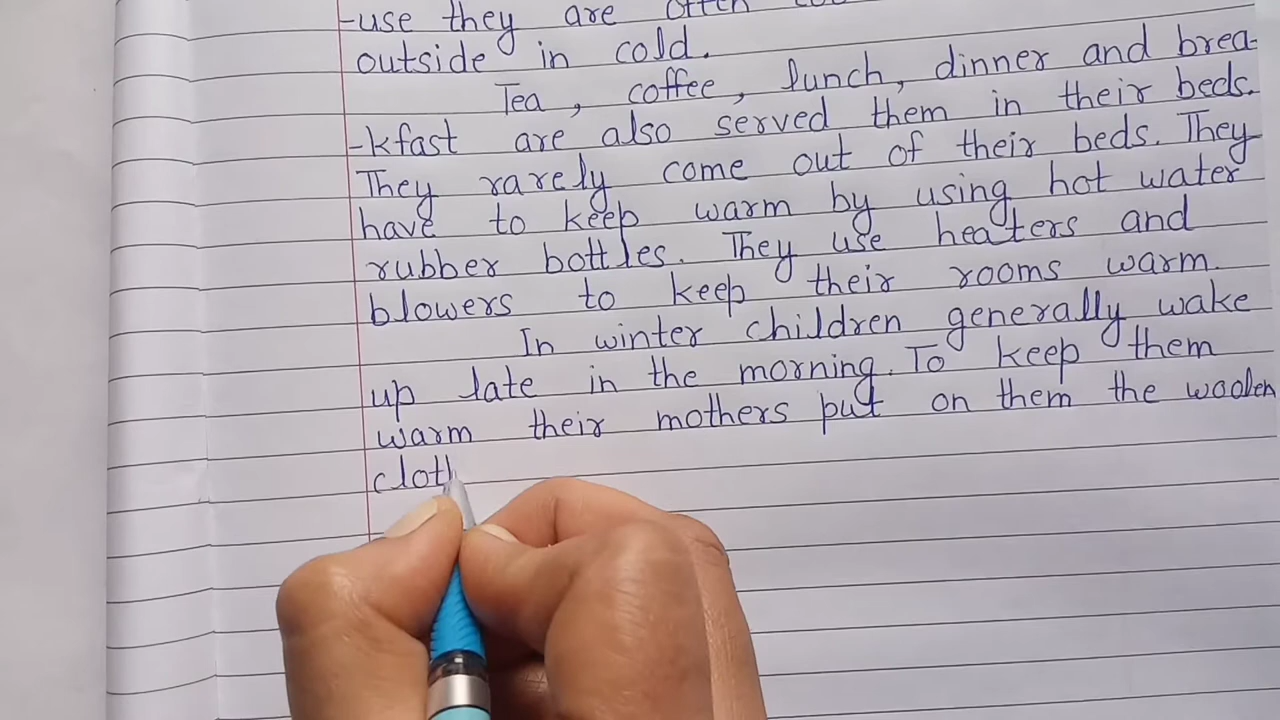 -use they are often
outside in cold.
Tea, coffee, lunch, dinner and brea-
-kfast are also served them in their beds.
They rarely come out of their beds. They
have to keep warm by using hot water
rubber bottles. They use heaters and
blowers to keep their rooms warm.
In winter children generally wake
up late in the morning. To keep them
warm their mothers put on them the woolen
cloth